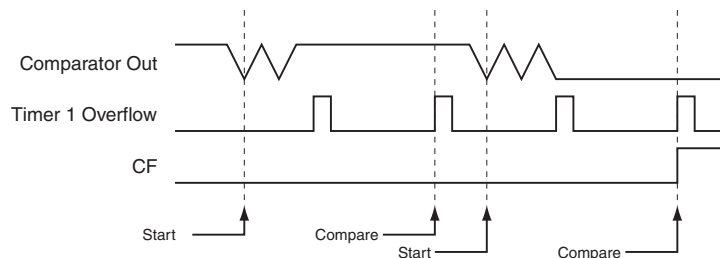 Comparator Out
Timer 1 Overflow
CF
Start
Compare
Start
Compare